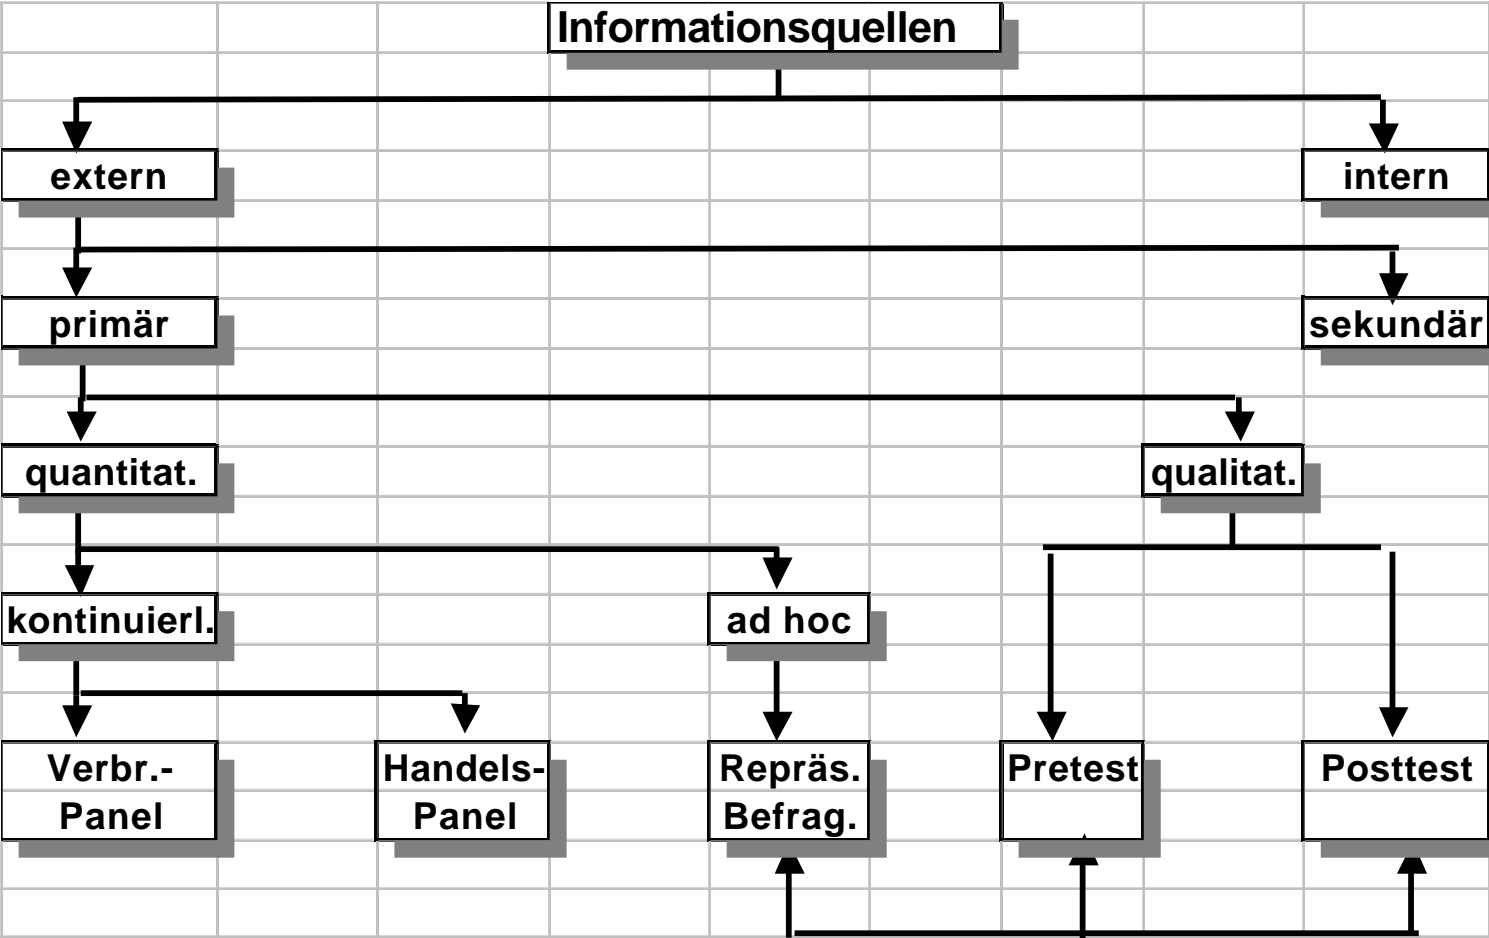 Informationsquellen
extern
intern
primär
sekundär
quantitat.
qualitat.
kontinuierl.
ad hoc
Verbr.-
Panel
Handels-
Panel
Repräs.
Befrag.
Pretest
Posttest